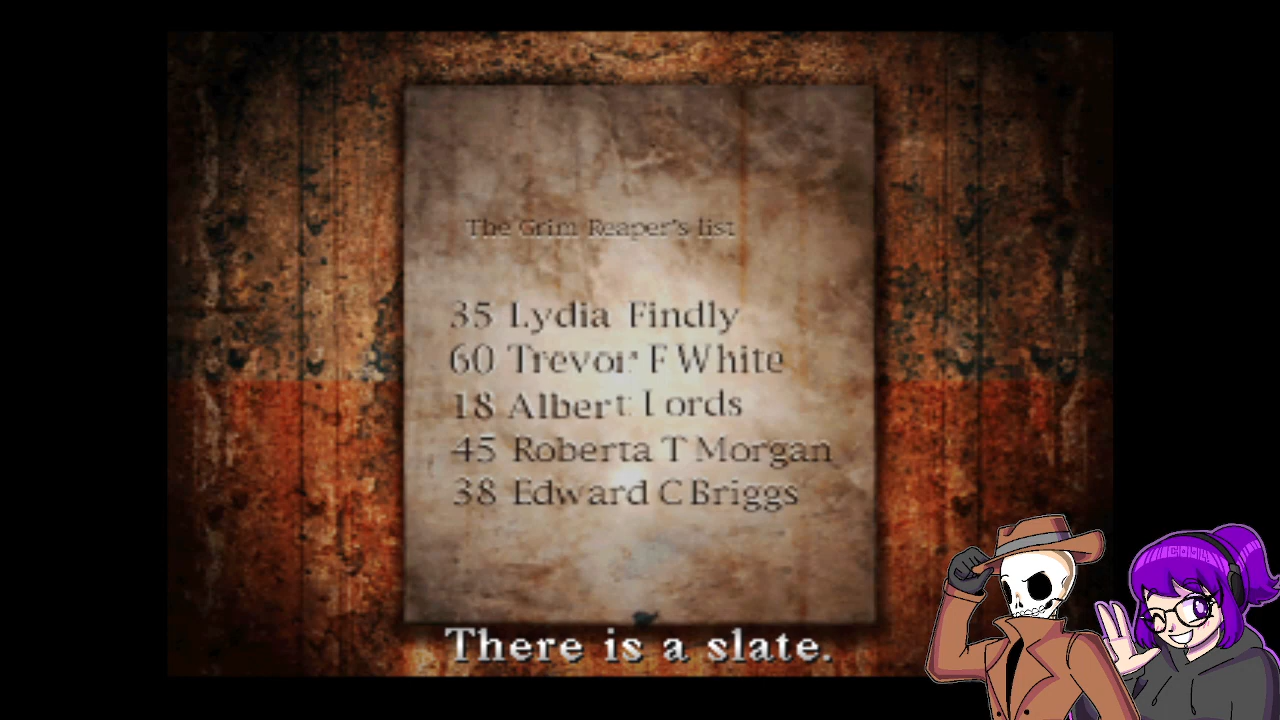 The Grim Reaper's list
35 Lydia Findly
60 Trevor F White
18 Albert Lords
45 Roberta T Morgan
38 Edward C Briggs
There is a slate.